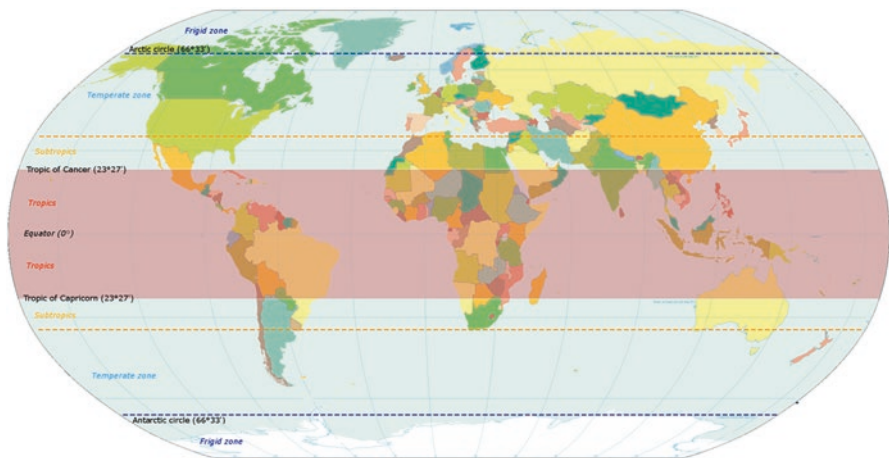 Frigid zone
Arctic circle (66°33')
Temperate zone
Subtropics
Tropic of Cancer (23°27')
Tropics
Equator (0°)
Tropics
Tropic of Capricorn (23°27')
Subtropics
Temperate zone
Antarctic circle (66°33')
Frigid zone